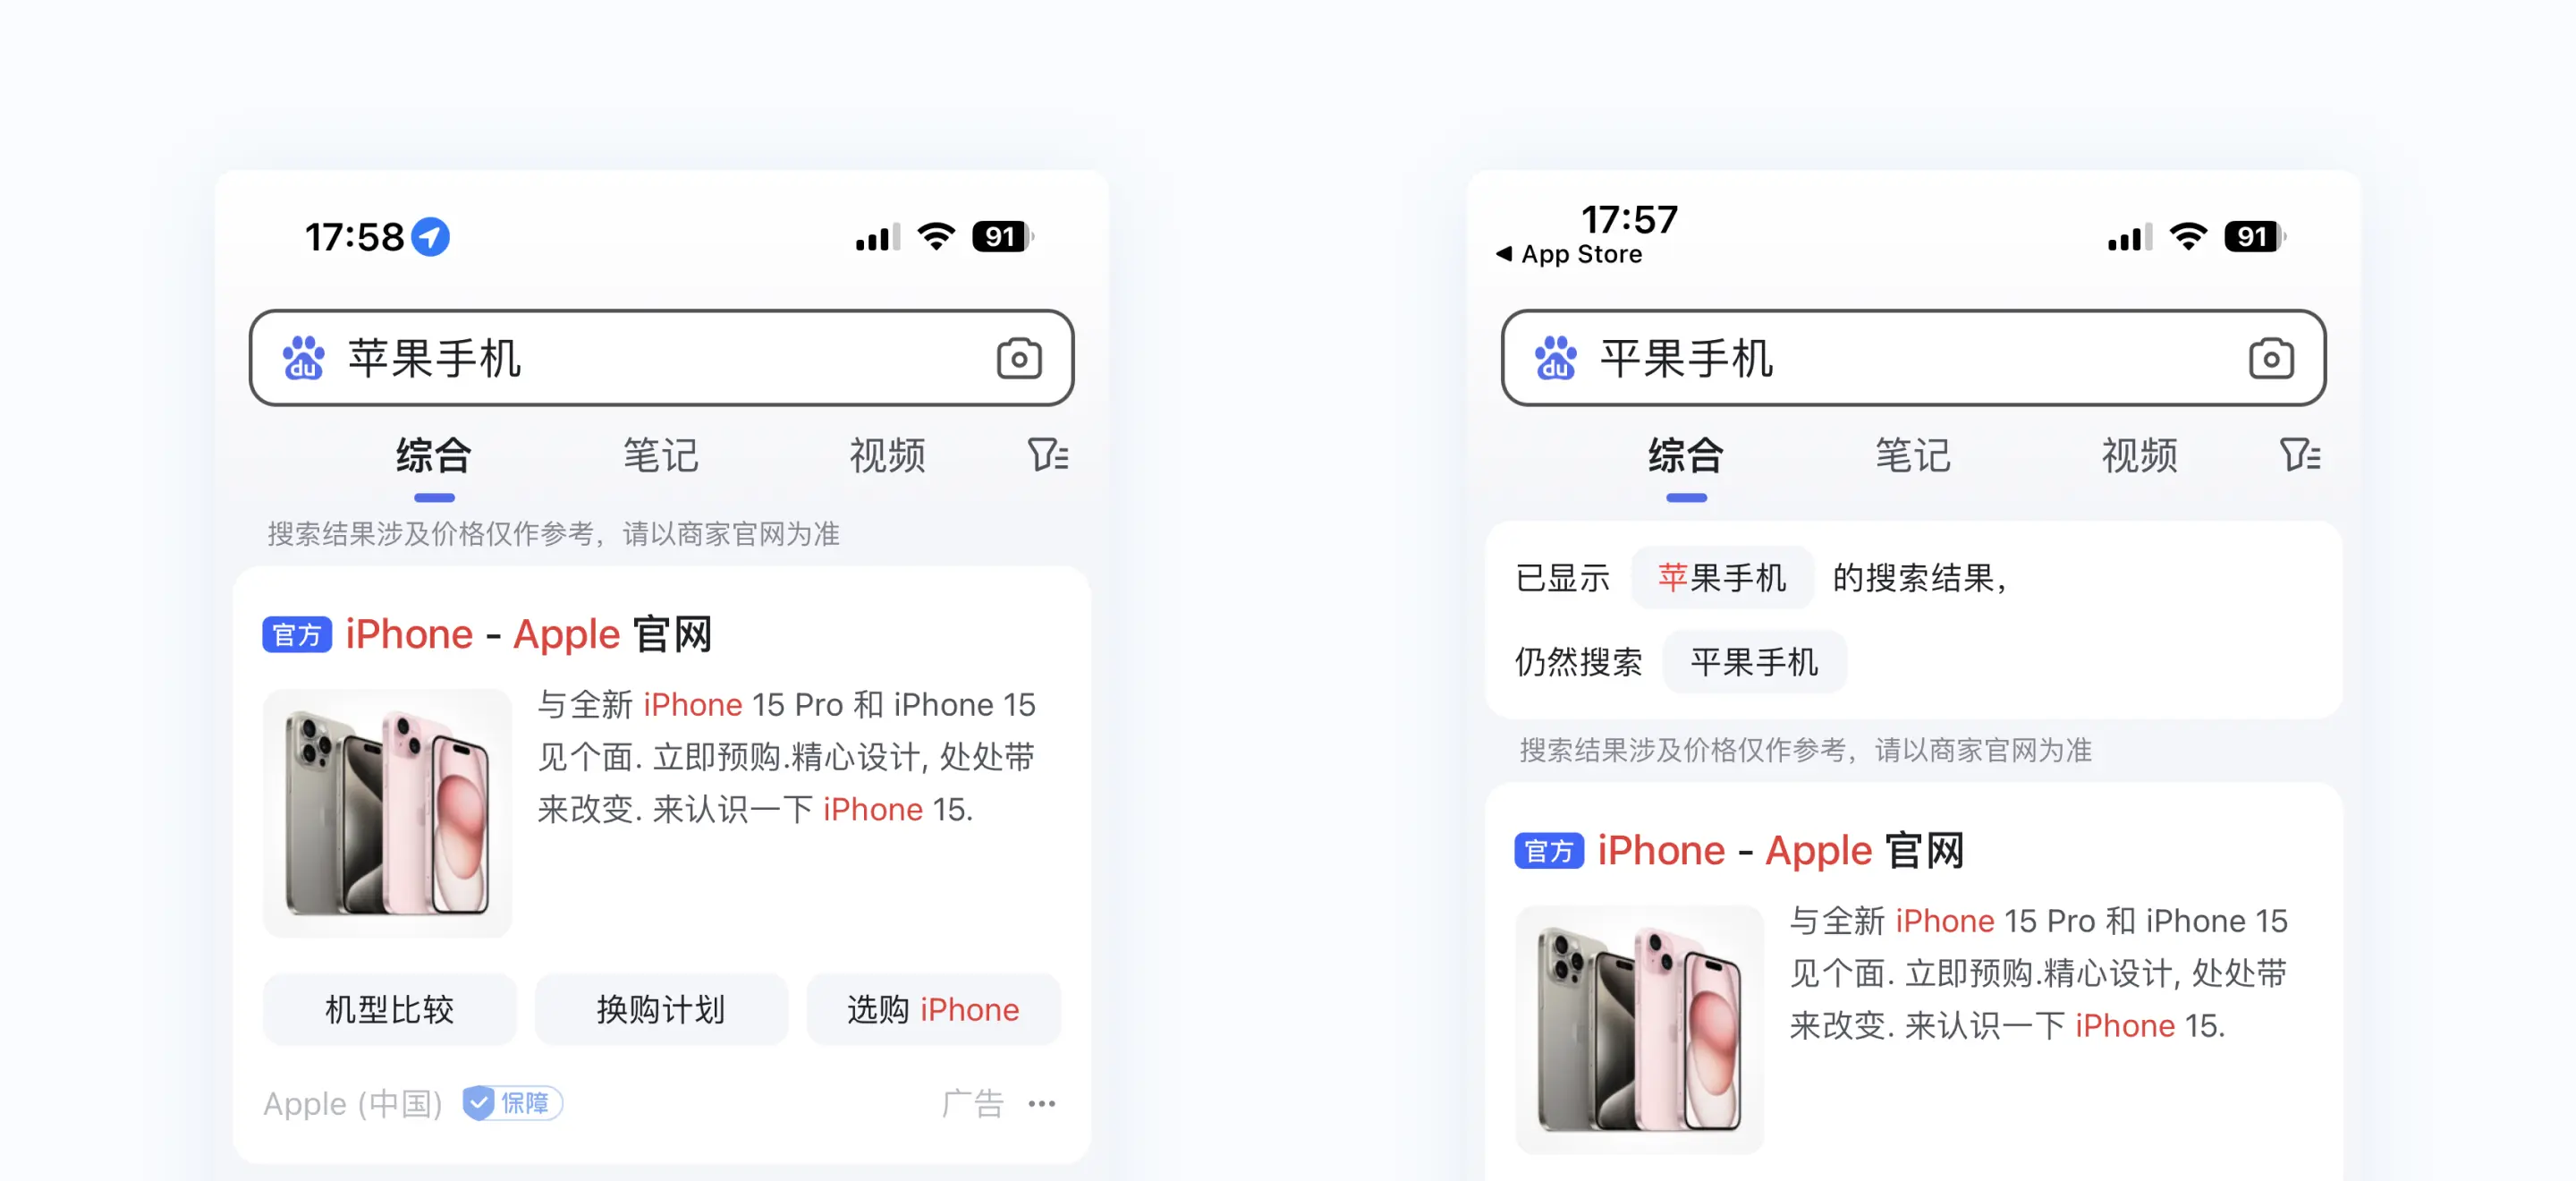 17:58
91
du 苹果手机
综合 笔记 视频
搜索结果涉及价格仅作参考，请以商家官网为准
官方 iPhone - Apple 官网
与全新 iPhone 15 Pro 和 iPhone 15
见个面. 立即预购.精心设计, 处处带
来改变. 来认识一下 iPhone 15.
机型比较 换购计划 选购 iPhone
Apple (中国) 保障 广告
17:57
App Store
91
du 平果手机
综合 笔记 视频
已显示 苹果手机 的搜索结果，
仍然搜索 平果手机
搜索结果涉及价格仅作参考，请以商家官网为准
官方 iPhone - Apple 官网
与全新 iPhone 15 Pro 和 iPhone 15
见个面. 立即预购.精心设计, 处处带
来改变. 来认识一下 iPhone 15.